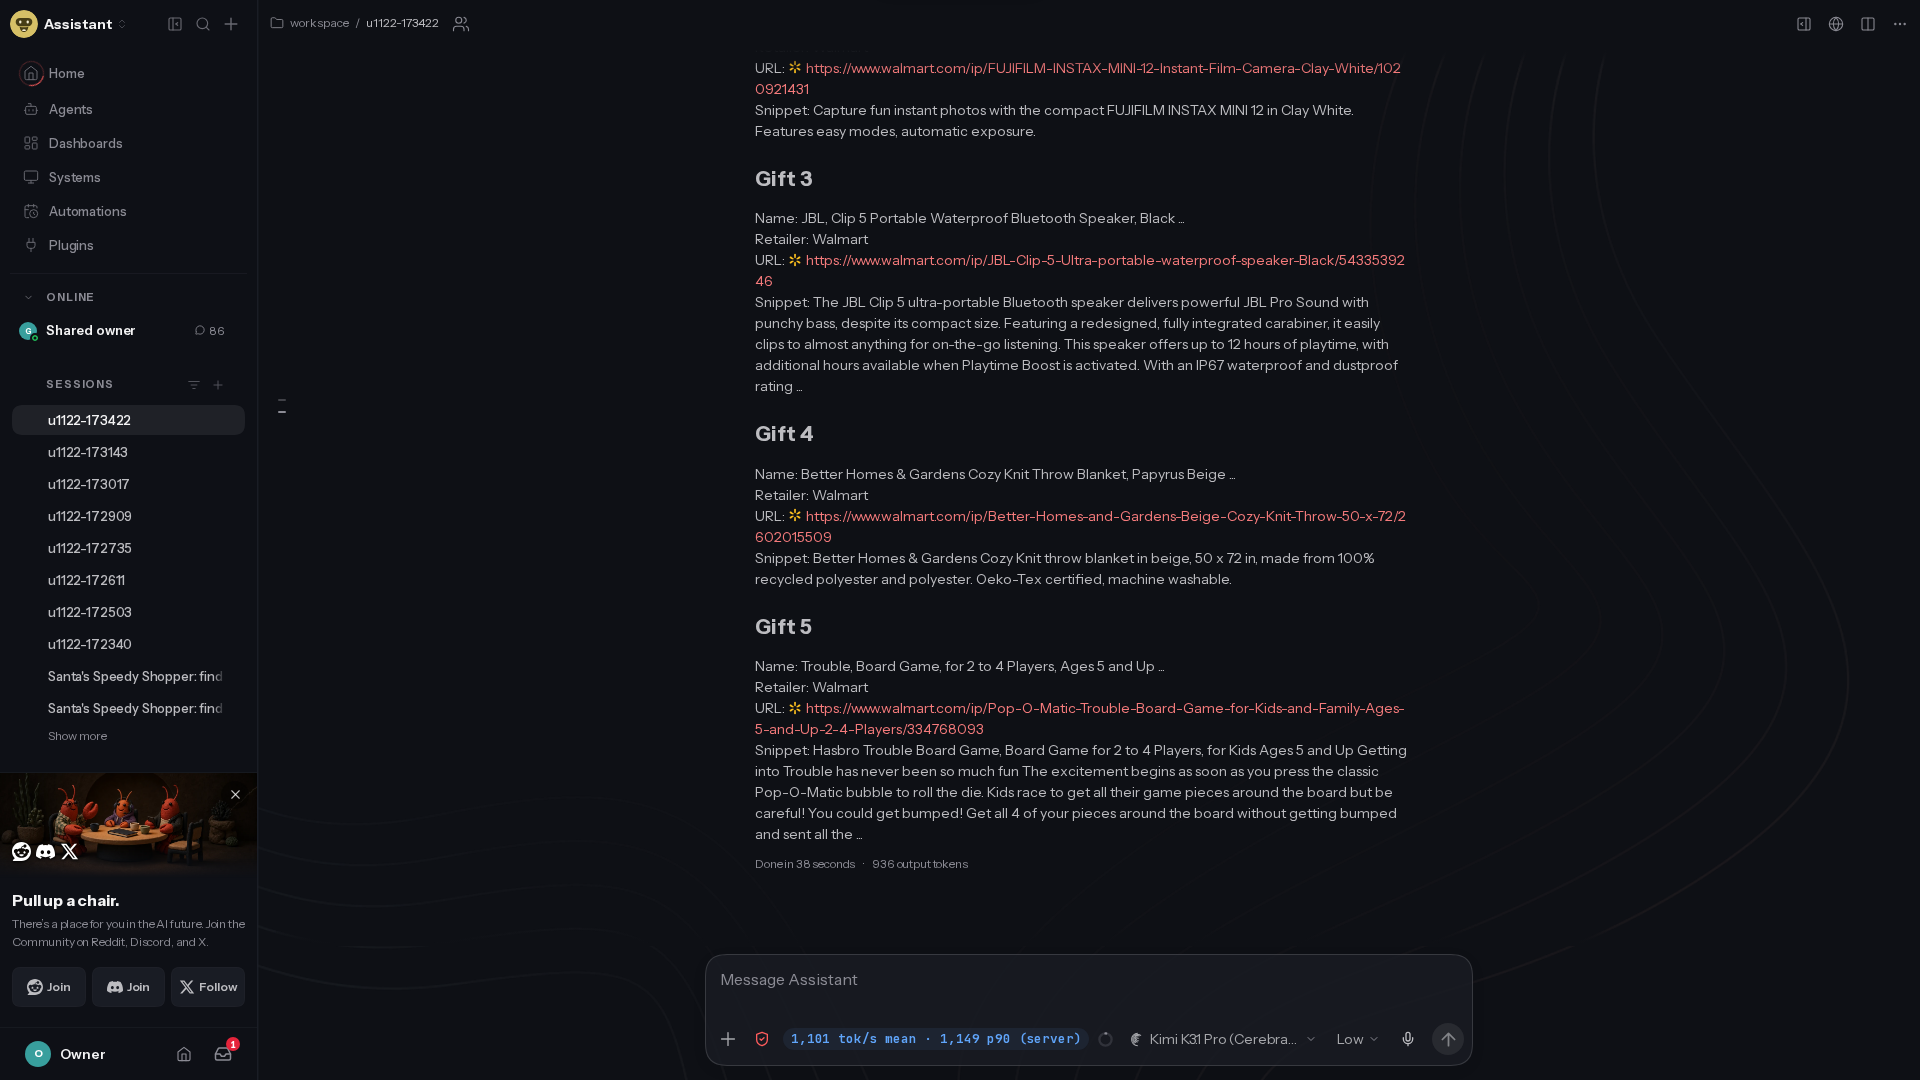 Assistant
workspace / u1122-173422
Home
Agents
Dashboards
Systems
Automations
Plugins
ONLINE
G Shared owner 86
SESSIONS
u1122-173422
u1122-173143
u1122-173017
u1122-172909
u1122-172735
u1122-172611
u1122-172503
u1122-172340
Santa's Speedy Shopper: find
Santa's Speedy Shopper: find
Show more
Pull up a chair.
There's a place for you in the AI future. Join the
Community on Reddit, Discord, and X.
Join Join Follow
O Owner 1
URL: https://www.walmart.com/ip/FUJIFILM-INSTAX-MINI-12-Instant-Film-Camera-Clay-White/102
0921431
Snippet: Capture fun instant photos with the compact FUJIFILM INSTAX MINI 12 in Clay White.
Features easy modes, automatic exposure.
Gift 3
Name: JBL, Clip 5 Portable Waterproof Bluetooth Speaker, Black ...
Retailer: Walmart
URL: https://www.walmart.com/ip/JBL-Clip-5-Ultra-portable-waterproof-speaker-Black/54335392
46
Snippet: The JBL Clip 5 ultra-portable Bluetooth speaker delivers powerful JBL Pro Sound with
punchy bass, despite its compact size. Featuring a redesigned, fully integrated carabiner, it easily
clips to almost anything for on-the-go listening. This speaker offers up to 12 hours of playtime, with
additional hours available when Playtime Boost is activated. With an IP67 waterproof and dustproof
rating ...
Gift 4
Name: Better Homes & Gardens Cozy Knit Throw Blanket, Papyrus Beige ...
Retailer: Walmart
URL: https://www.walmart.com/ip/Better-Homes-and-Gardens-Beige-Cozy-Knit-Throw-50-x-72/2
602015509
Snippet: Better Homes & Gardens Cozy Knit throw blanket in beige, 50 x 72 in, made from 100%
recycled polyester and polyester. Oeko-Tex certified, machine washable.
Gift 5
Name: Trouble, Board Game, for 2 to 4 Players, Ages 5 and Up ...
Retailer: Walmart
URL: https://www.walmart.com/ip/Pop-O-Matic-Trouble-Board-Game-for-Kids-and-Family-Ages-
5-and-Up-2-4-Players/334768093
Snippet: Hasbro Trouble Board Game, Board Game for 2 to 4 Players, for Kids Ages 5 and Up Getting
into Trouble has never been so much fun The excitement begins as soon as you press the classic
Pop-O-Matic bubble to roll the die. Kids race to get all their game pieces around the board but be
careful! You could get bumped! Get all 4 of your pieces around the board without getting bumped
and sent all the ...
Done in 38 seconds · 936 output tokens
Message Assistant
1,101 tok/s mean · 1,149 p90 (server) Kimi K3.1 Pro (Cerebra... Low